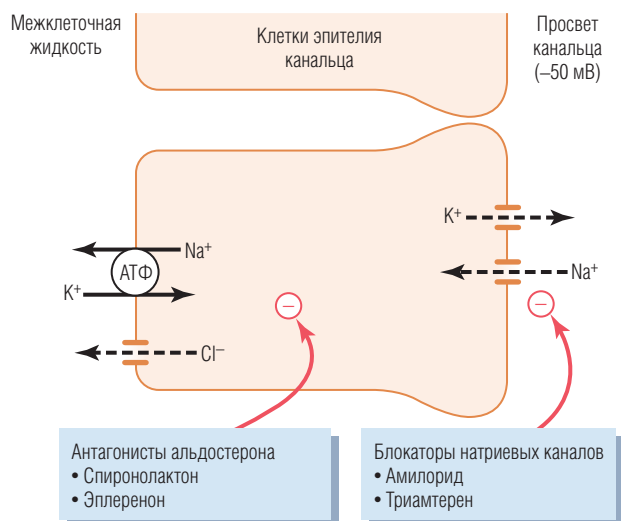 Межклеточная
жидкость
Клетки эпителия
канальца
Просвет
канальца
(–50 мВ)
K⁺
Na⁺
АТФ
Na⁺
K⁺
Cl⁻
Антагонисты альдостерона
• Спиронолактон
• Эплеренон
Блокаторы натриевых каналов
• Амилорид
• Триамтерен